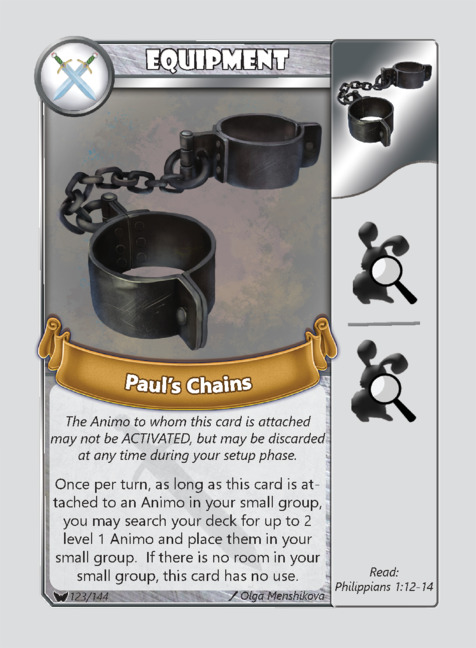 EQUIPMENT
Paul's Chains
The Animo to whom this card is attached
may not be ACTIVATED, but may be discarded
at any time during your setup phase.
Once per turn, as long as this card is at-
tached to an Animo in your small group,
you may search your deck for up to 2
level 1 Animo and place them in your
small group.  If there is no room in your
small group, this card has no use.
123/144
Olga Menshikova
Read:
Philippians 1:12-14